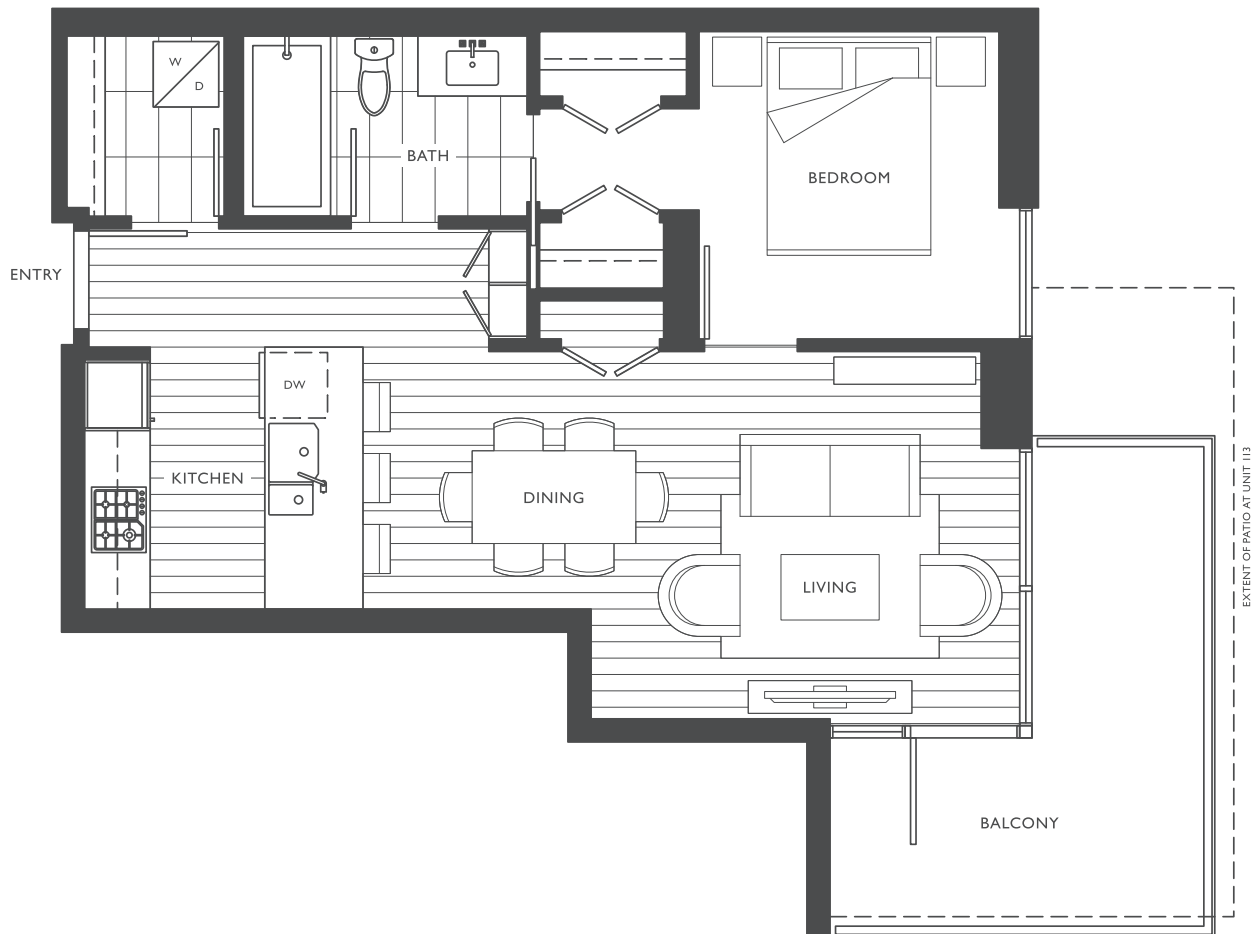 W
D
BATH
BEDROOM
ENTRY
DW
KITCHEN
DINING
LIVING
EXTENT OF PATIO AT UNIT 113
BALCONY